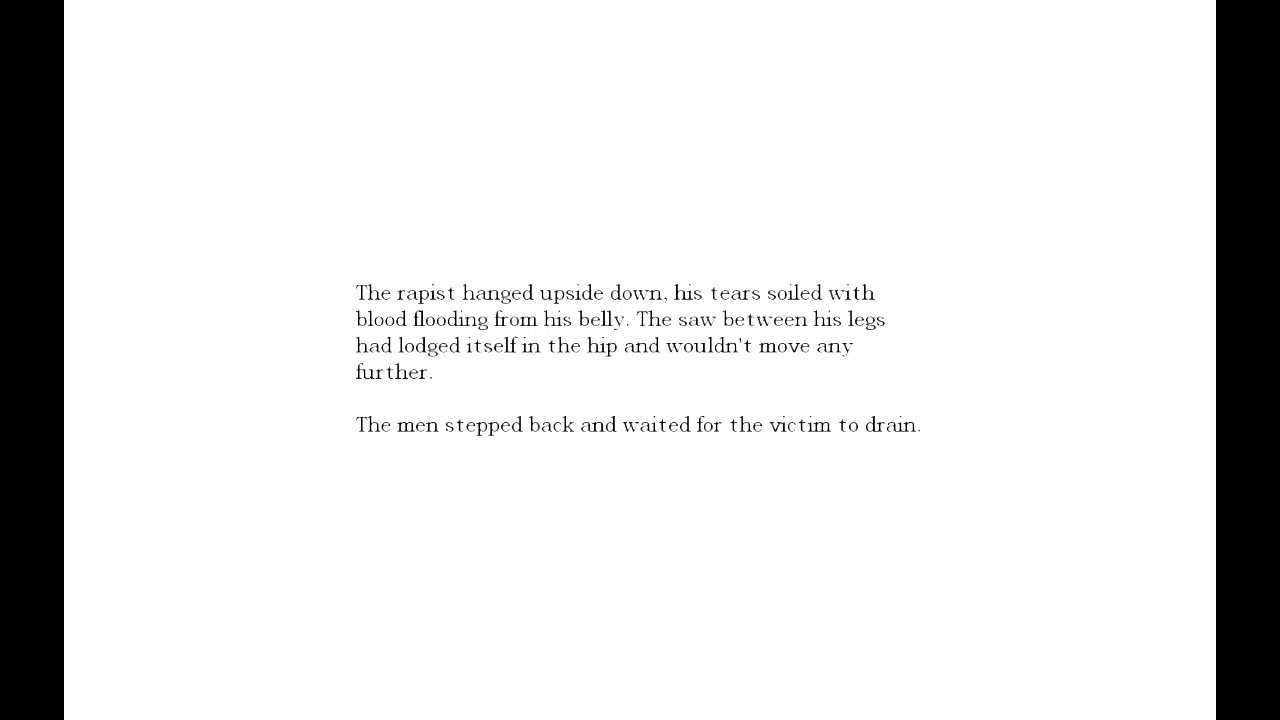 The rapist hanged upside down, his tears soiled with
blood flooding from his belly. The saw between his legs
had lodged itself in the hip and wouldn't move any
further.
The men stepped back and waited for the victim to drain.